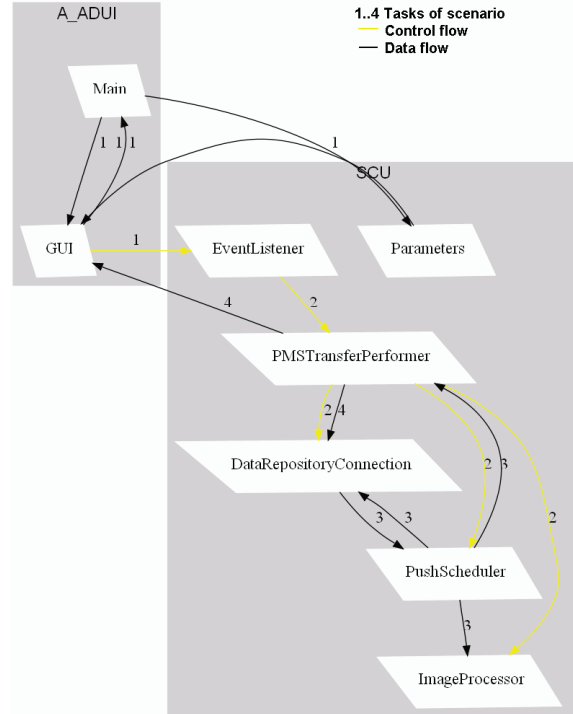 A_ADUI
1..4 Tasks of scenario
Control flow
Data flow
Main
1 1 1
1
SCU
GUI
1
EventListener
Parameters
4
2
PMSTransferPerformer
2 4
2 3
DataRepositoryConnection
3 3
2
PushScheduler
3
ImageProcessor